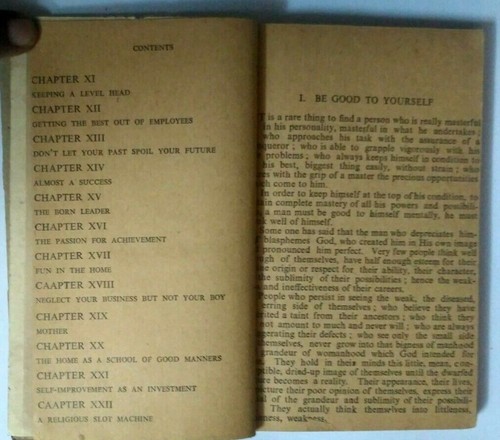 CONTENTS
CHAPTER XI
KEEPING A LEVEL HEAD
CHAPTER XII
GETTING THE BEST OUT OF EMPLOYEES
CHAPTER XIII
DON'T LET YOUR PAST SPOIL YOUR FUTURE
CHAPTER XIV
ALMOST A SUCCESS
CHAPTER XV
THE BORN LEADER
CHAPTER XVI
THE PASSION FOR ACHIEVEMENT
CHAPTER XVII
FUN IN THE HOME
CAAPTER XVIII
NEGLECT YOUR BUSINESS BUT NOT YOUR BOY
CHAPTER XIX
MOTHER
CHAPTER XX
THE HOME AS A SCHOOL OF GOOD MANNERS
CHAPTER XXI
SELF-IMPROVEMENT AS AN INVESTMENT
CAAPTER XXII
A RELIGIOUS SLOT MACHINE
I. BE GOOD TO YOURSELF
T is a rare thing to find a person who is really masterful
in his personality, masterful in what he undertakes;
who approaches his task with the assurance of a
queror; who is able to grapple vigorously with his
problems; who always keeps himself in condition to
his best, biggest thing easily, without strain; who
es with the grip of a master the precious opportunities
ch come to him.
In order to keep himself at the top of his condition, to
ain complete mastery of all his powers and possibili-
, a man must be good to himself mentally, he must
k well of himself.
Some one has said that the man who depreciates him-
blasphemes God, who created him in His own image
pronounced him perfect. Very few people think well
ugh of themselves, have half enough esteem for their
e origin or respect for their ability, their character,
the sublimity of their possibilities; hence the weak-
and ineffectiveness of their careers.
People who persist in seeing the weak, the diseased,
erring side of themselves; who believe they have
rited a taint from their ancestors; who think they
not amount to much and never will; who are always
gerating their defects; who see only the small side
hemselves, never grow into that bigness of manhood
grandeur of womanhood which God intended for
They hold in their minds this little, mean, con-
ptible, dried-up image of themselves until the dwarfed
re becomes a reality. Their appearance, their lives,
cture their poor opinion of themselves, express their
al of the grandeur and sublimity of their possibili-
They actually think themselves into littleness,
ness, weakness.